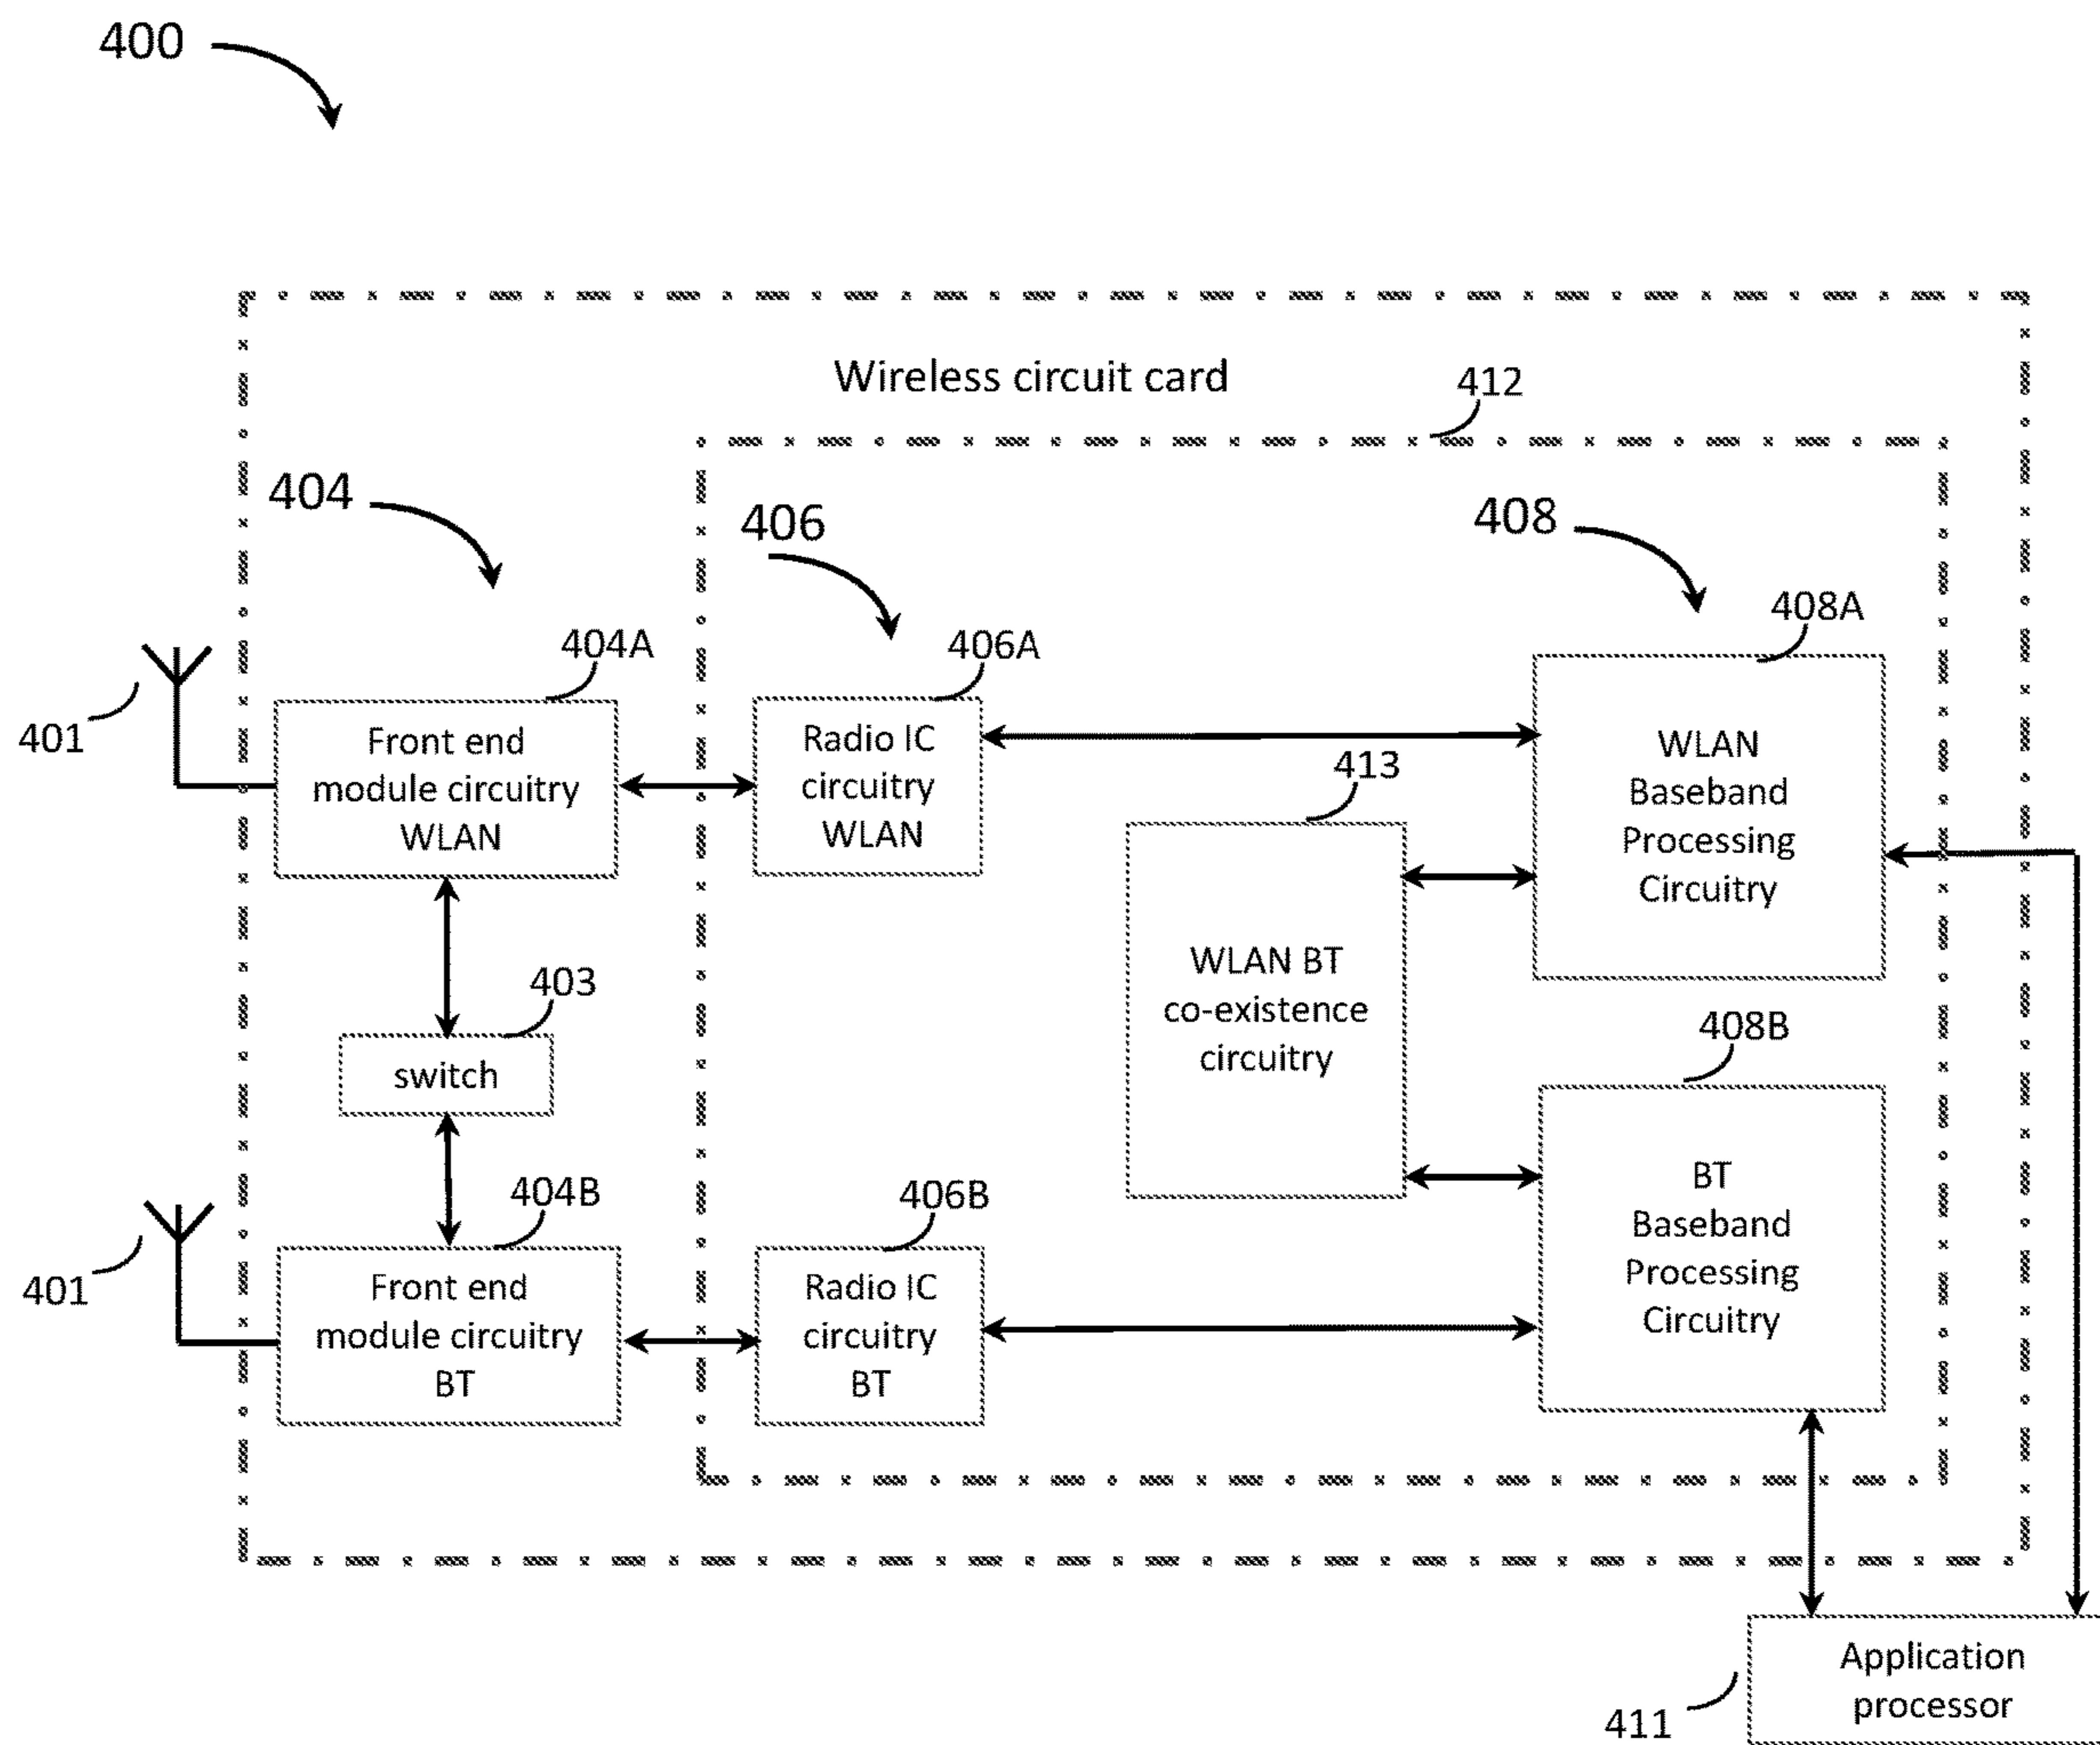 400
Wireless circuit card
412
404
406
408
404A
406A
408A
401
Front end
module circuitry
WLAN
Radio IC
circuitry
WLAN
413
WLAN
Baseband
Processing
Circuitry
403
switch
WLAN BT
co-existence
circuitry
408B
404B
406B
401
Front end
module circuitry
BT
Radio IC
circuitry
BT
BT
Baseband
Processing
Circuitry
411
Application
processor